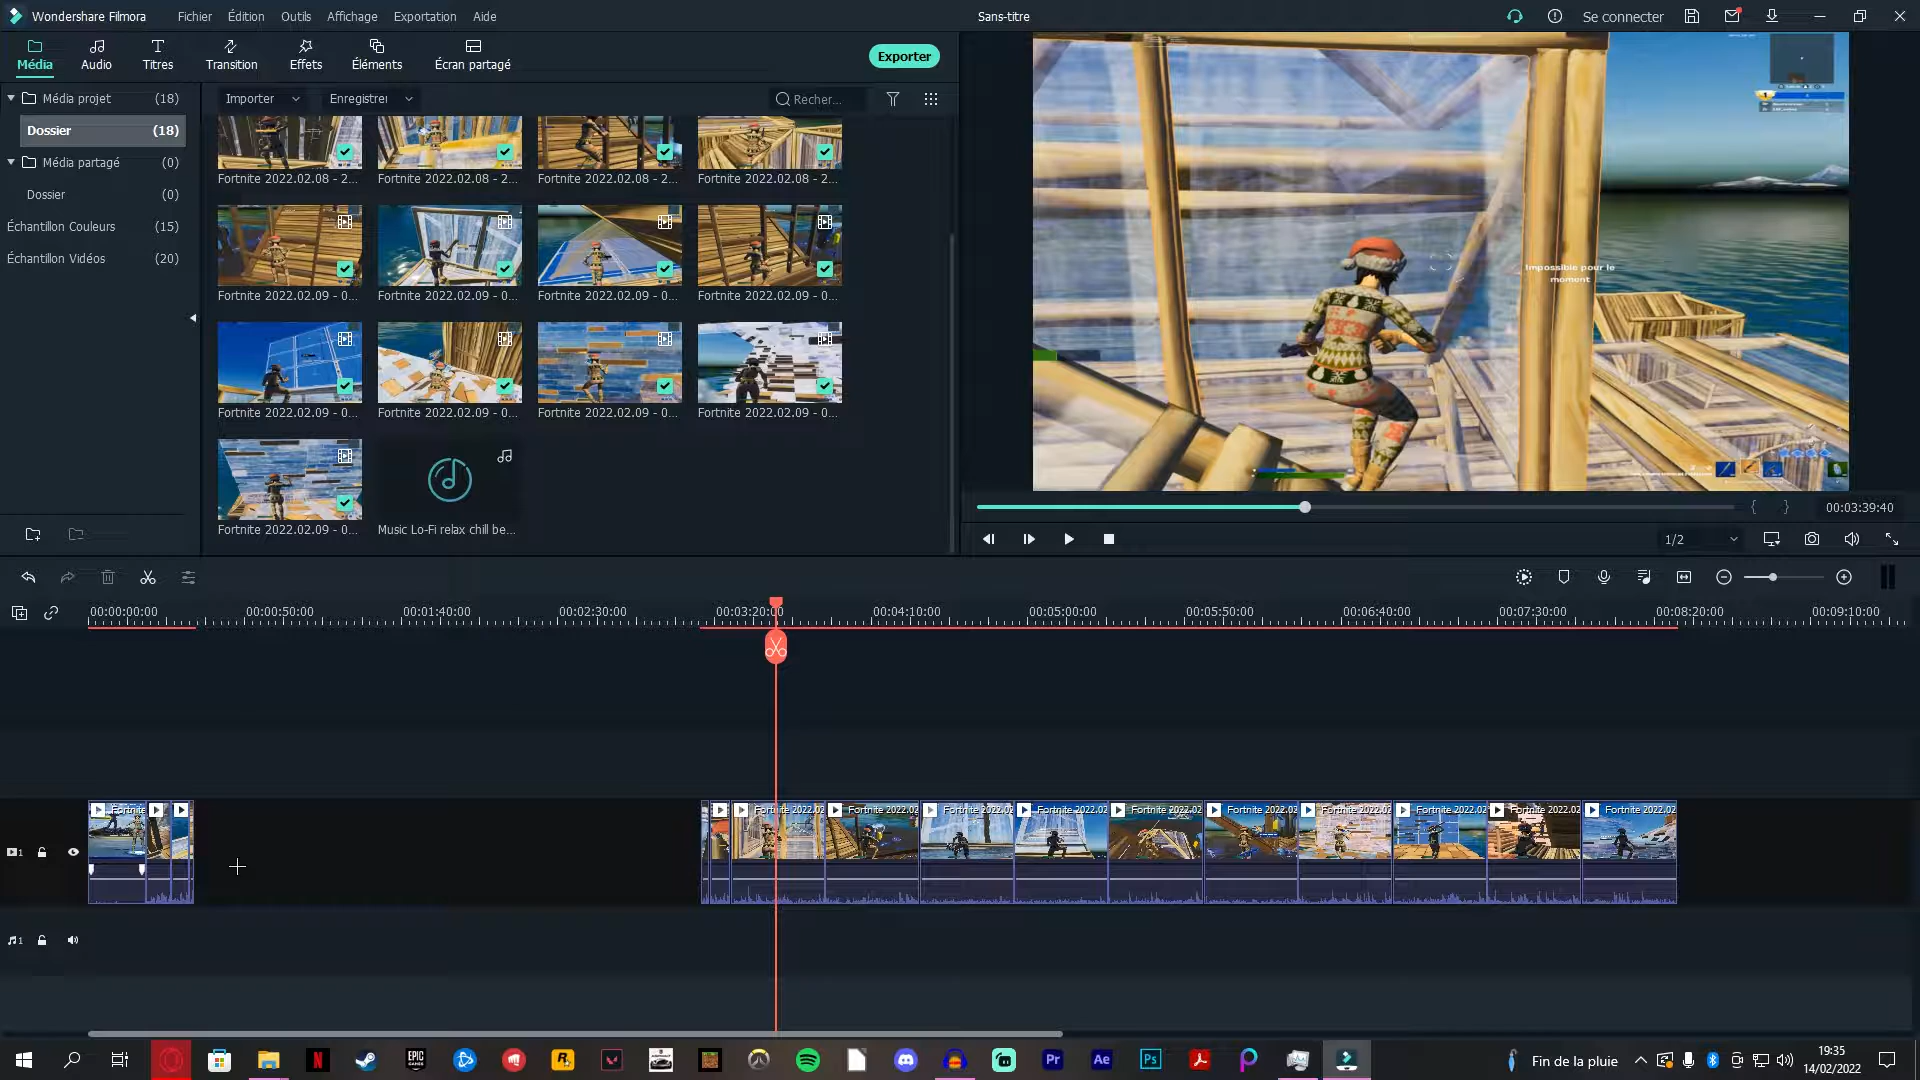 Wondershare Filmora
Fichier
Édition
Outils
Affichage
Exportation
Aide
Sans-titre
Se connecter
Média
Audio
Titres
Transition
Effets
Éléments
Écran partagé
Exporter
Média projet (18)
Dossier (18)
Média partagé (0)
Dossier (0)
Échantillon Couleurs (15)
Échantillon Vidéos (20)
Importer
Enregistrer
Recher...
Fortnite 2022.02.08 - 2...
Fortnite 2022.02.08 - 2...
Fortnite 2022.02.08 - 2...
Fortnite 2022.02.08 - 2...
Fortnite 2022.02.09 - 0...
Fortnite 2022.02.09 - 0...
Fortnite 2022.02.09 - 0...
Fortnite 2022.02.09 - 0...
Fortnite 2022.02.09 - 0...
Fortnite 2022.02.09 - 0...
Fortnite 2022.02.09 - 0...
Fortnite 2022.02.09 - 0...
Fortnite 2022.02.09 - 0...
Music Lo-Fi relax chill be...
Impossible pour le
moment
00:03:39:40
1/2
00:00:00:00
00:00:50:00
00:01:40:00
00:02:30:00
00:03:20:00
00:04:10:00
00:05:00:00
00:05:50:00
00:06:40:00
00:07:30:00
00:08:20:00
00:09:10:00
Fortnite
Fortnite 2022.02
Fortnite 2022.02
Fortnite 2022.02
Fortnite 2022.02
Fortnite 2022.02
Fortnite 2022.02
Fortnite 2022.02
Fortnite 2022.02
Fortnite 2022.02
Fortnite 2022.02
1
1
EPIC
GAMES
Pr
Ae
Ps
Fin de la pluie
19:35
14/02/2022